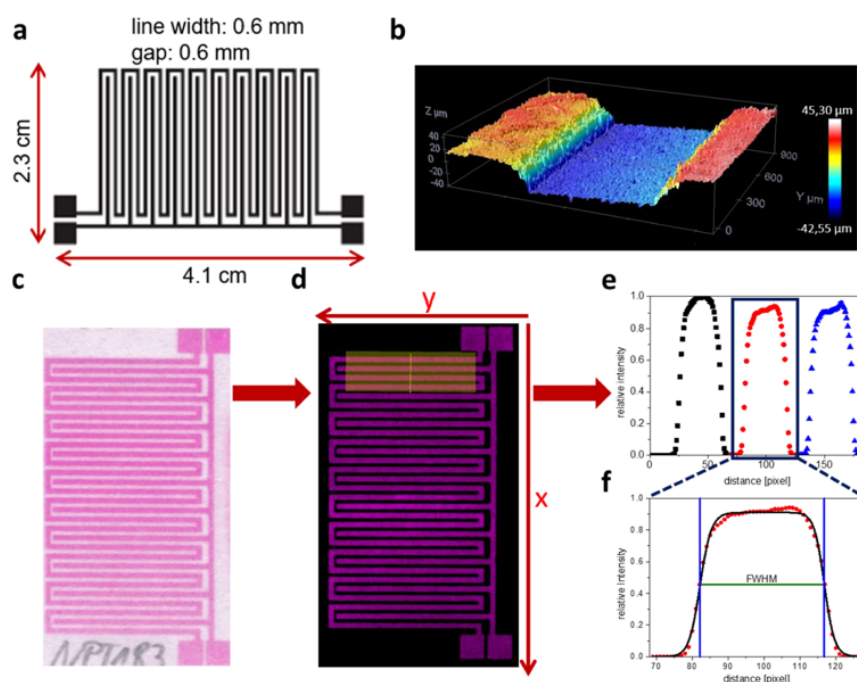 a
line width: 0.6 mm
gap: 0.6 mm
2.3 cm
4.1 cm
b
Z µm
40
20
0
-20
-40
45,30 µm
-42,55 µm
900
600
300
0
Y µm
c
d
y
x
e
relative intensity
1.0
0.8
0.6
0.4
0.2
0.0
0
50
100
150
distance [pixel]
f
relative Intensity
1.0
0.8
0.6
0.4
0.2
0.0
FWHM
70
80
90
100
110
120
distance [pixel]